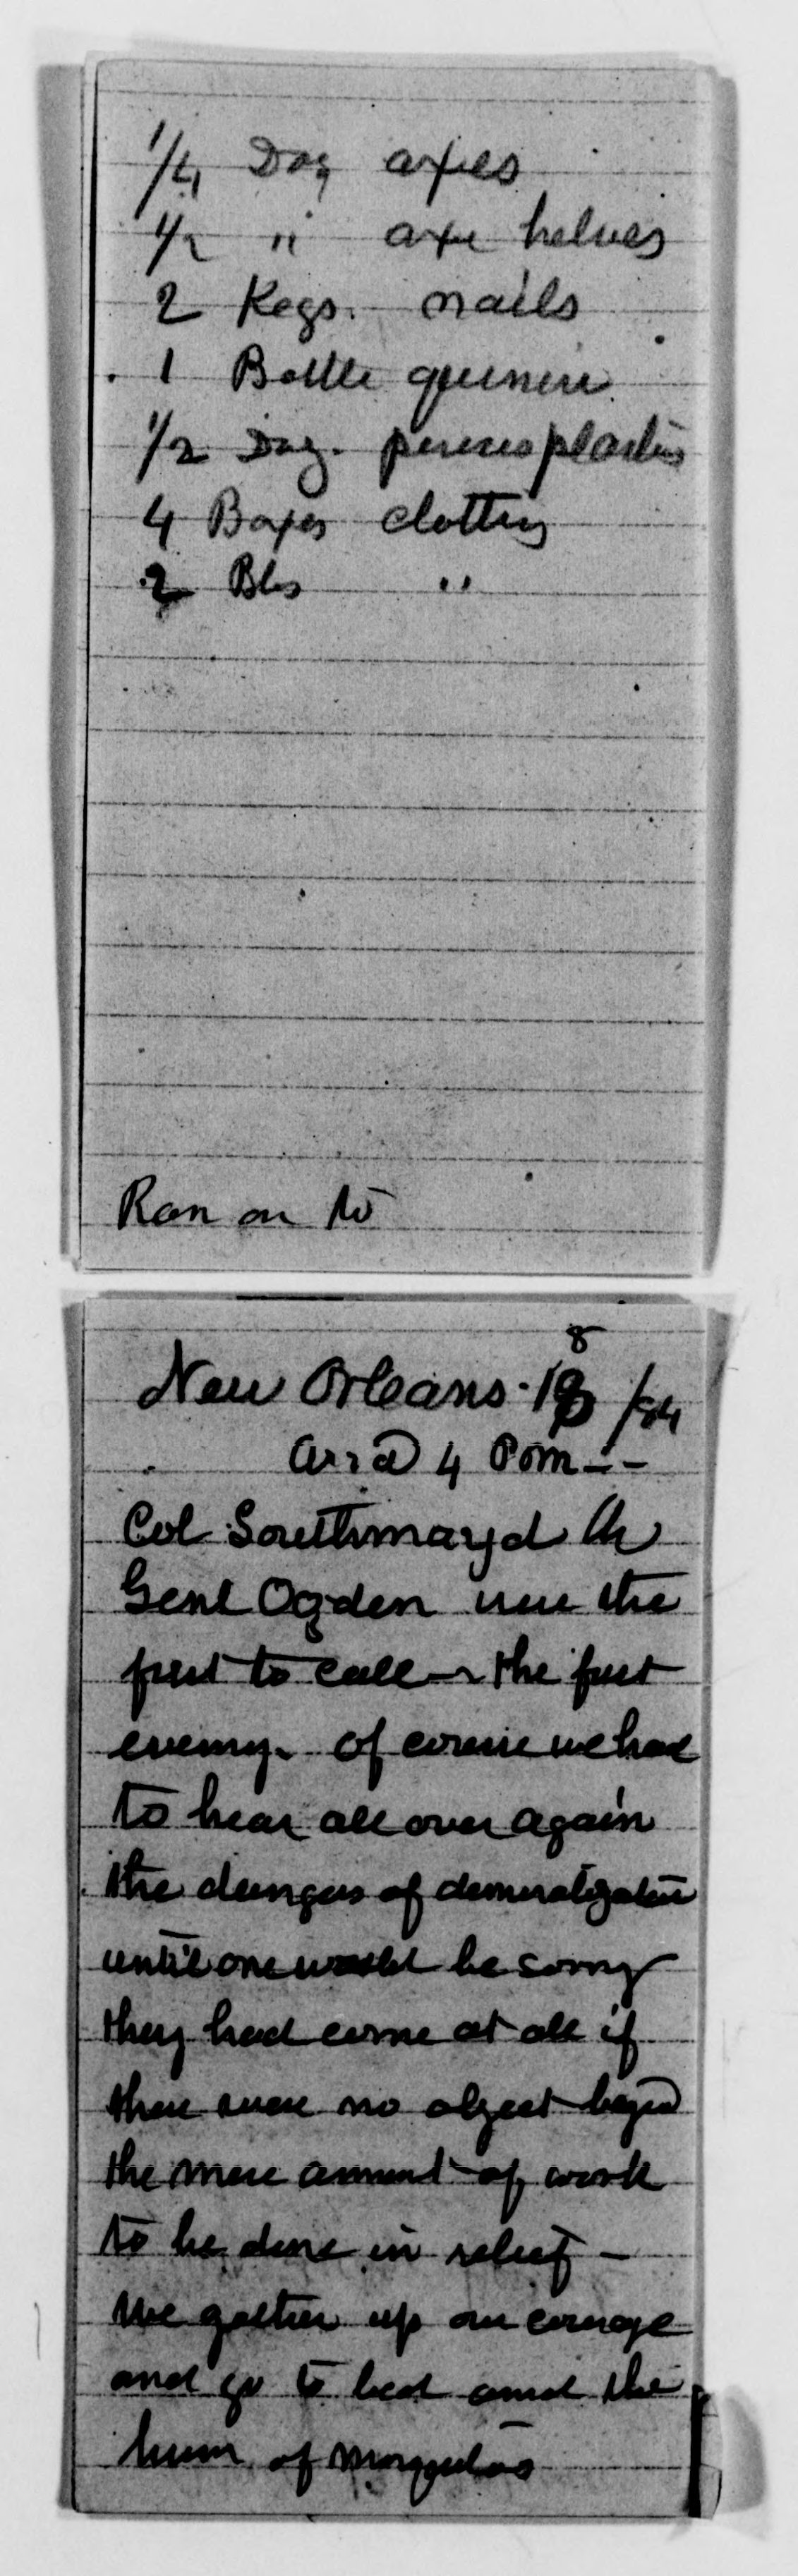 1/4 Doz axes
1/2 " axe helves
2 Kegs. nails
1 Bottle quinine
1/2 Doz. porous plasters
4 Boxes clothing
2 Bls "
Ran on to
New Orleans. 18 /84
arrd 4 Pm--
Col Southmayd &
Genl Ogden were the
first to call - the first
evening. Of course we had
to hear all over again
the dangers of demoralization
until one would be sorry
they had come at all if
there were no object beyond
the mere amount of work
to be done in relief -
We gather up our courage
and go to bed amid the
hum of mosquitos